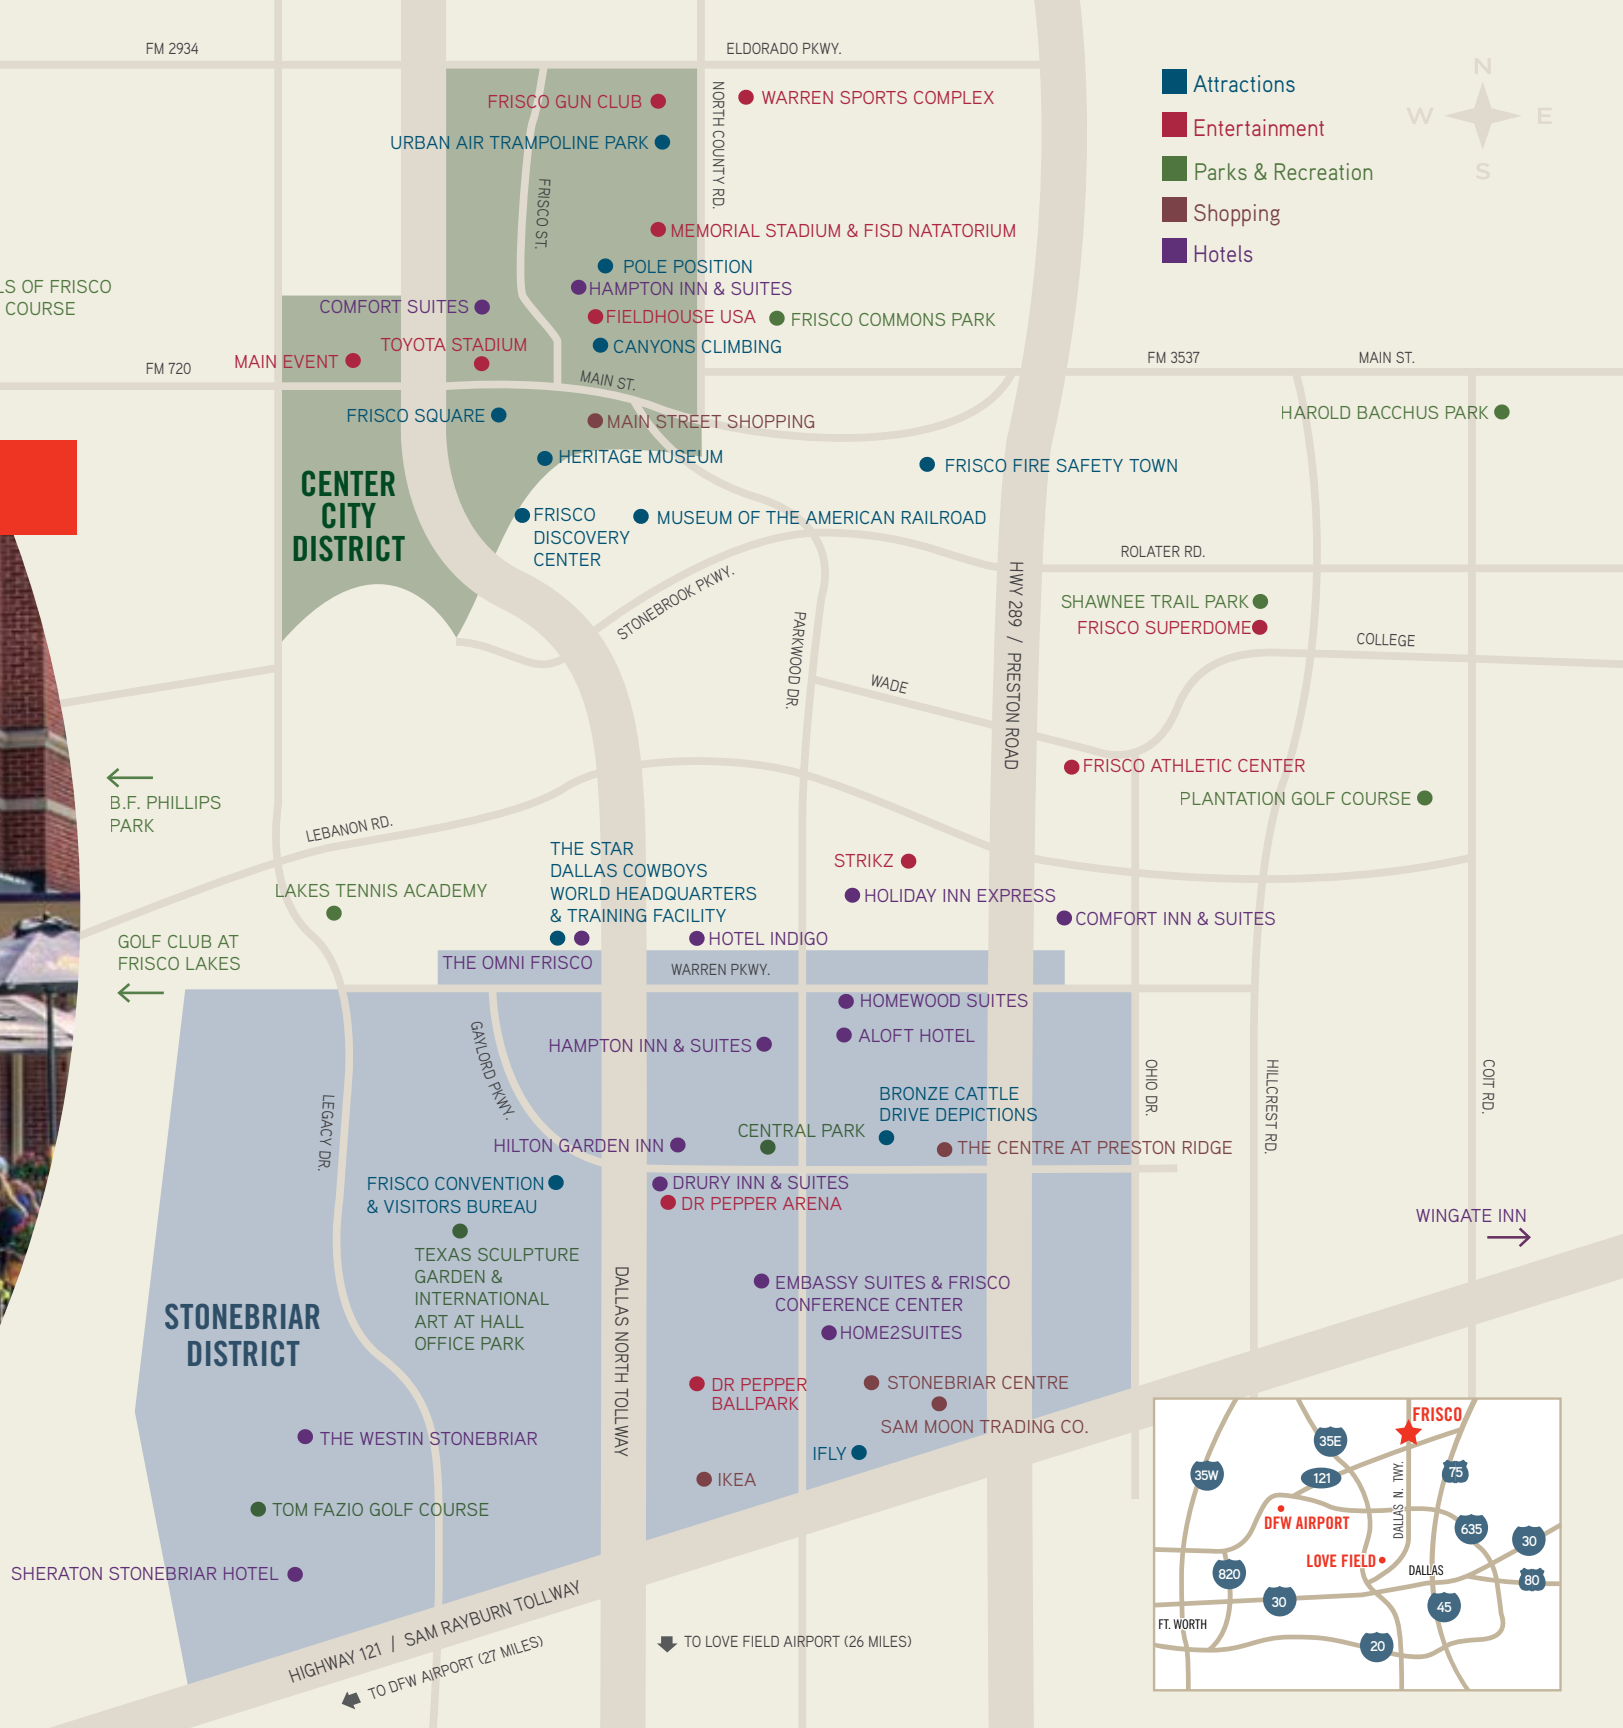 FM 2934
ELDORADO PKWY.
N
W
E
S
Attractions
Entertainment
Parks & Recreation
Shopping
Hotels
FRISCO GUN CLUB
WARREN SPORTS COMPLEX
NORTH COUNTY RD.
URBAN AIR TRAMPOLINE PARK
FRISCO ST.
MEMORIAL STADIUM & FISD NATATORIUM
POLE POSITION
HAMPTON INN & SUITES
LS OF FRISCO
COURSE
COMFORT SUITES
FIELDHOUSE USA
FRISCO COMMONS PARK
TOYOTA STADIUM
CANYONS CLIMBING
MAIN EVENT
FM 720
FM 3537
MAIN ST.
MAIN ST.
FRISCO SQUARE
MAIN STREET SHOPPING
HAROLD BACCHUS PARK
HERITAGE MUSEUM
FRISCO FIRE SAFETY TOWN
CENTER
CITY
DISTRICT
FRISCO
DISCOVERY
CENTER
MUSEUM OF THE AMERICAN RAILROAD
ROLATER RD.
STONEBROOK PKWY.
PARKWOOD DR.
HWY 289 / PRESTON ROAD
SHAWNEE TRAIL PARK
FRISCO SUPERDOME
COLLEGE
WADE
FRISCO ATHLETIC CENTER
PLANTATION GOLF COURSE
B.F. PHILLIPS
PARK
LEBANON RD.
THE STAR
DALLAS COWBOYS
WORLD HEADQUARTERS
& TRAINING FACILITY
STRIKZ
HOLIDAY INN EXPRESS
COMFORT INN & SUITES
LAKES TENNIS ACADEMY
GOLF CLUB AT
FRISCO LAKES
HOTEL INDIGO
THE OMNI FRISCO
WARREN PKWY.
HOMEWOOD SUITES
ALOFT HOTEL
HAMPTON INN & SUITES
GAYLORD PKWY.
LEGACY DR.
OHIO DR.
HILLCREST RD.
COIT RD.
BRONZE CATTLE
DRIVE DEPICTIONS
CENTRAL PARK
HILTON GARDEN INN
THE CENTRE AT PRESTON RIDGE
FRISCO CONVENTION
& VISITORS BUREAU
DRURY INN & SUITES
DR PEPPER ARENA
WINGATE INN
TEXAS SCULPTURE
GARDEN &
INTERNATIONAL
ART AT HALL
OFFICE PARK
DALLAS NORTH TOLLWAY
EMBASSY SUITES & FRISCO
CONFERENCE CENTER
HOME2SUITES
STONEBRIAR
DISTRICT
DR PEPPER
BALLPARK
STONEBRIAR CENTRE
SAM MOON TRADING CO.
THE WESTIN STONEBRIAR
IFLY
IKEA
TOM FAZIO GOLF COURSE
SHERATON STONEBRIAR HOTEL
HIGHWAY 121 / SAM RAYBURN TOLLWAY
TO DFW AIRPORT (27 MILES)
TO LOVE FIELD AIRPORT (26 MILES)
FRISCO
35E
35W
121
75
DALLAS N. TWY.
DFW AIRPORT
635
30
LOVE FIELD
DALLAS
820
80
30
45
FT. WORTH
20